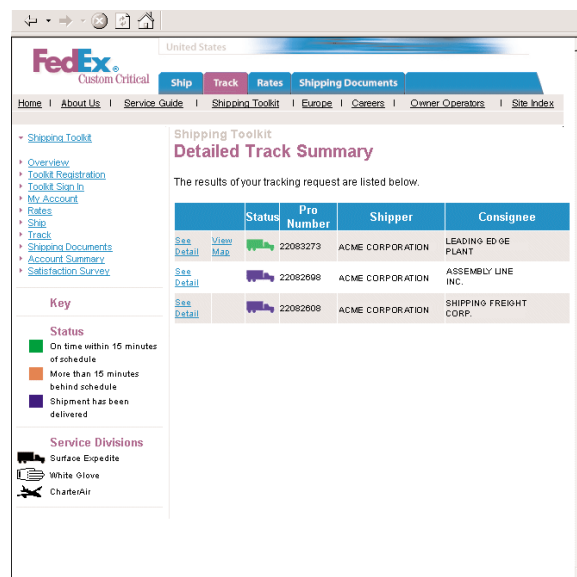 United States
FedEx®
Custom Critical
Ship Track Rates Shipping Documents
Home | About Us | Service Guide | Shipping Toolkit | Europe | Careers | Owner Operators | Site Index
Shipping Toolkit
Overview
Toolkit Registration
Toolkit Sign In
My Account
Rates
Ship
Track
Shipping Documents
Account Summary
Satisfaction Survey
Key
Status
On time within 15 minutes
of schedule
More than 15 minutes
behind schedule
Shipment has been
delivered
Service Divisions
Surface Expedite
White Glove
CharterAir
Shipping Toolkit
Detailed Track Summary
The results of your tracking request are listed below.
Status Pro Number Shipper Consignee
See Detail View Map 22083273 ACME CORPORATION LEADING EDGE PLANT
See Detail 22082698 ACME CORPORATION ASSEMBLY LINE INC.
See Detail 22082608 ACME CORPORATION SHIPPING FREIGHT CORP.